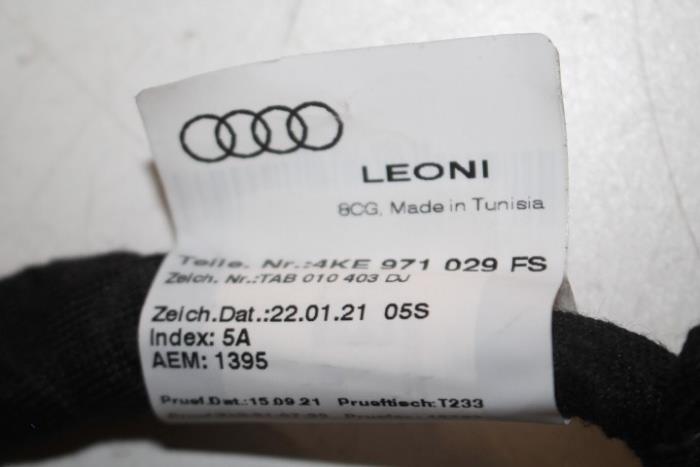 LEONI
8CG, Made in Tunisia
Teile. Nr.:4KE 971 029 FS
Zeich. Nr.:TAB 010 403 DJ
Zeich.Dat.:22.01.21 05S
Index: 5A
AEM: 1395
Pruef.Dat.:15.09.21 Prueftisch:T233